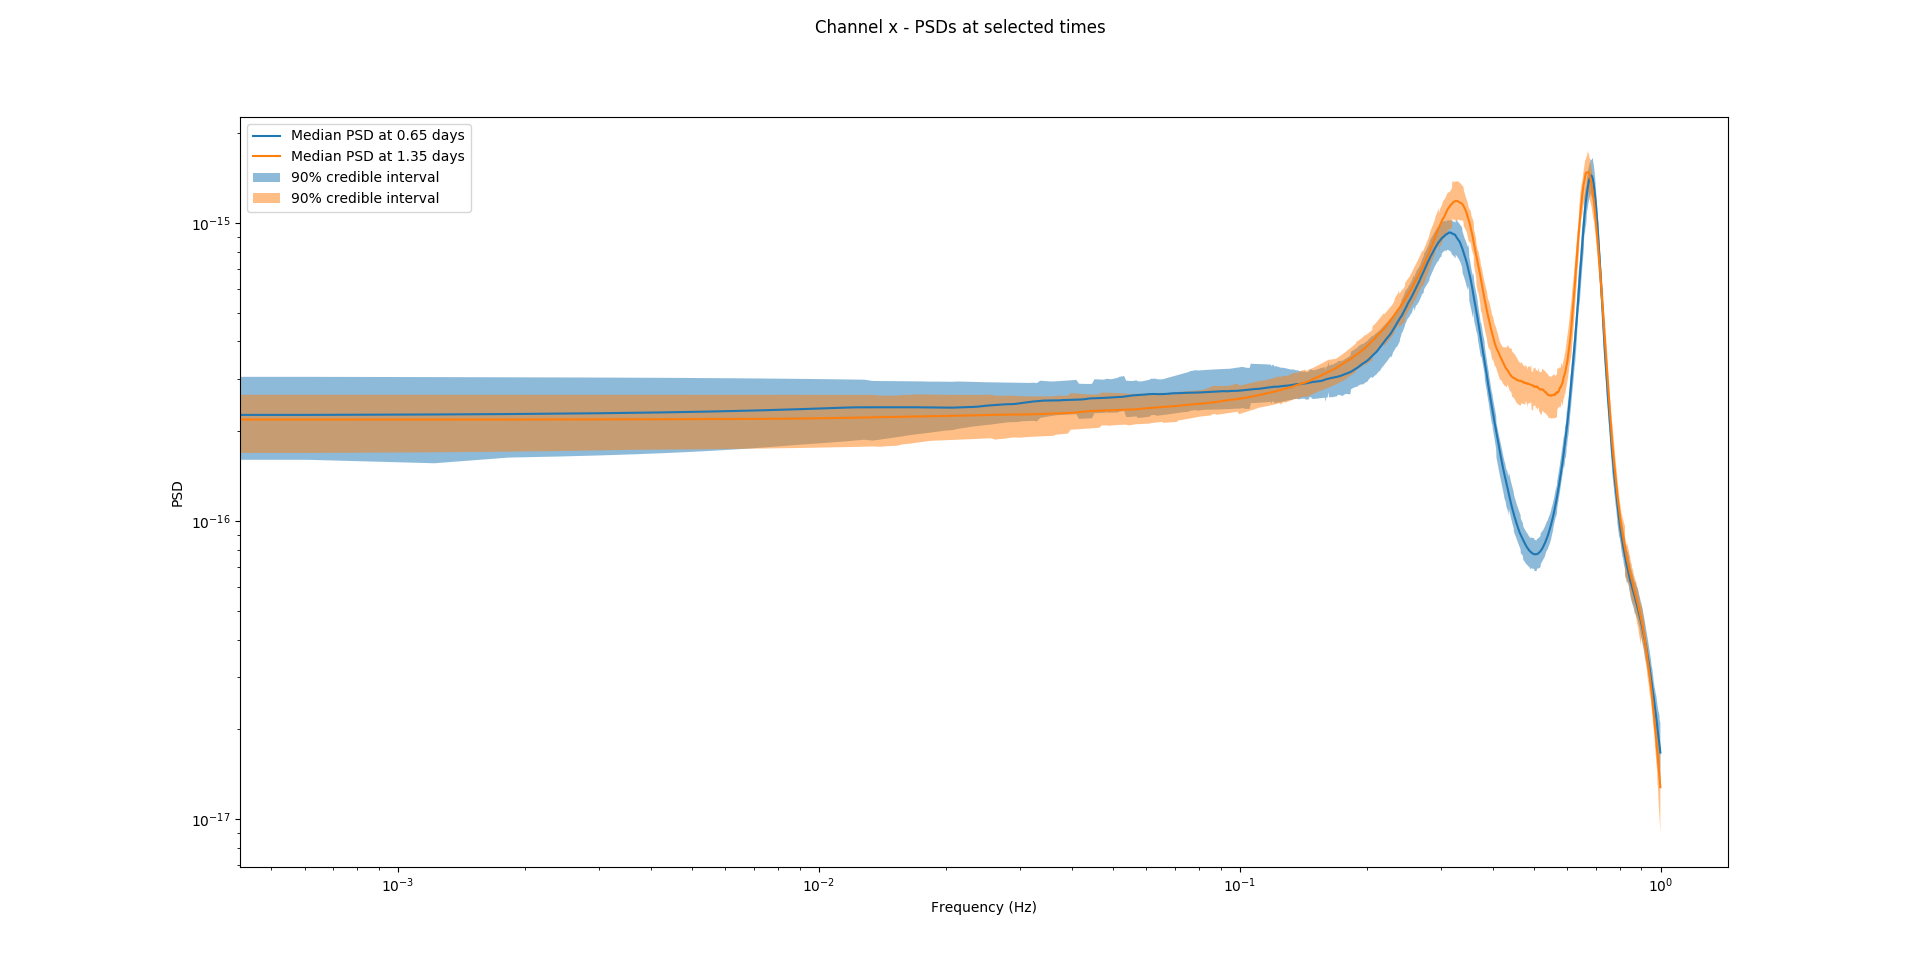 Channel x - PSDs at selected times
Median PSD at 0.65 days
Median PSD at 1.35 days
90% credible interval
90% credible interval
PSD
10⁻¹⁵
10⁻¹⁶
10⁻¹⁷
10⁻³
10⁻²
10⁻¹
10⁰
Frequency (Hz)